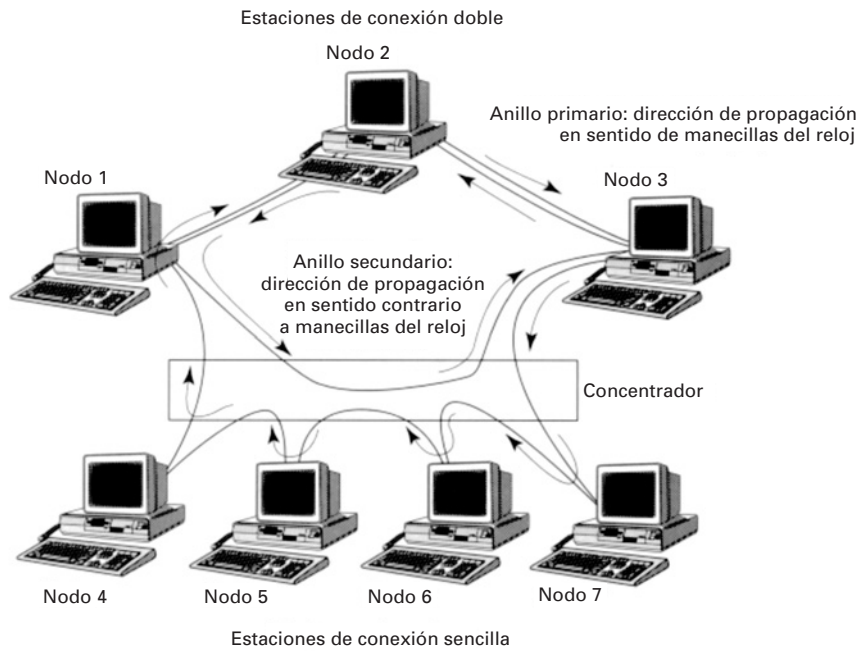 Estaciones de conexión doble
Nodo 2
Anillo primario: dirección de propagación
en sentido de manecillas del reloj
Nodo 1
Nodo 3
Anillo secundario:
dirección de propagación
en sentido contrario
a manecillas del reloj
Concentrador
Nodo 4
Nodo 5
Nodo 6
Nodo 7
Estaciones de conexión sencilla